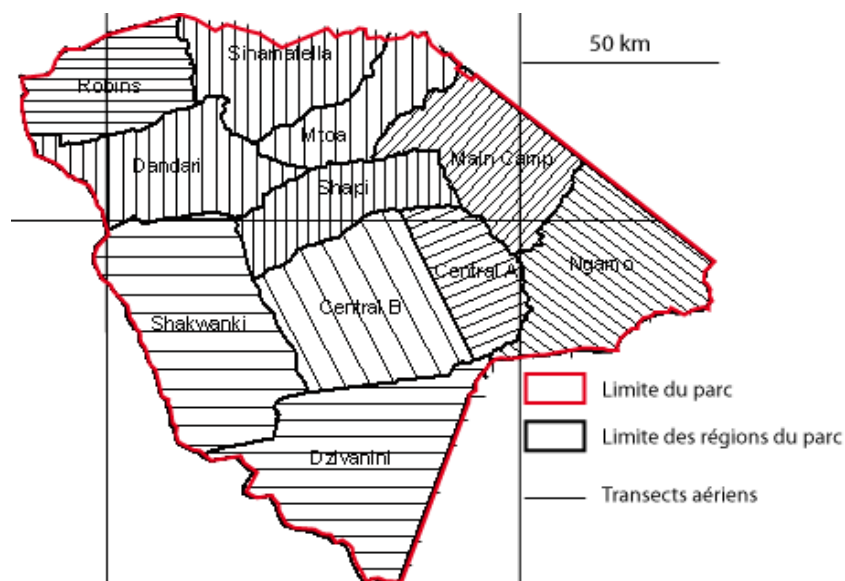 50 km
Sinamatella
Robins
Mtoa
Main Camp
Dandari
Shapi
Ngamo
Central A
Central B
Shakwanki
Limite du parc
Limite des régions du parc
Dzivanini
Transects aériens